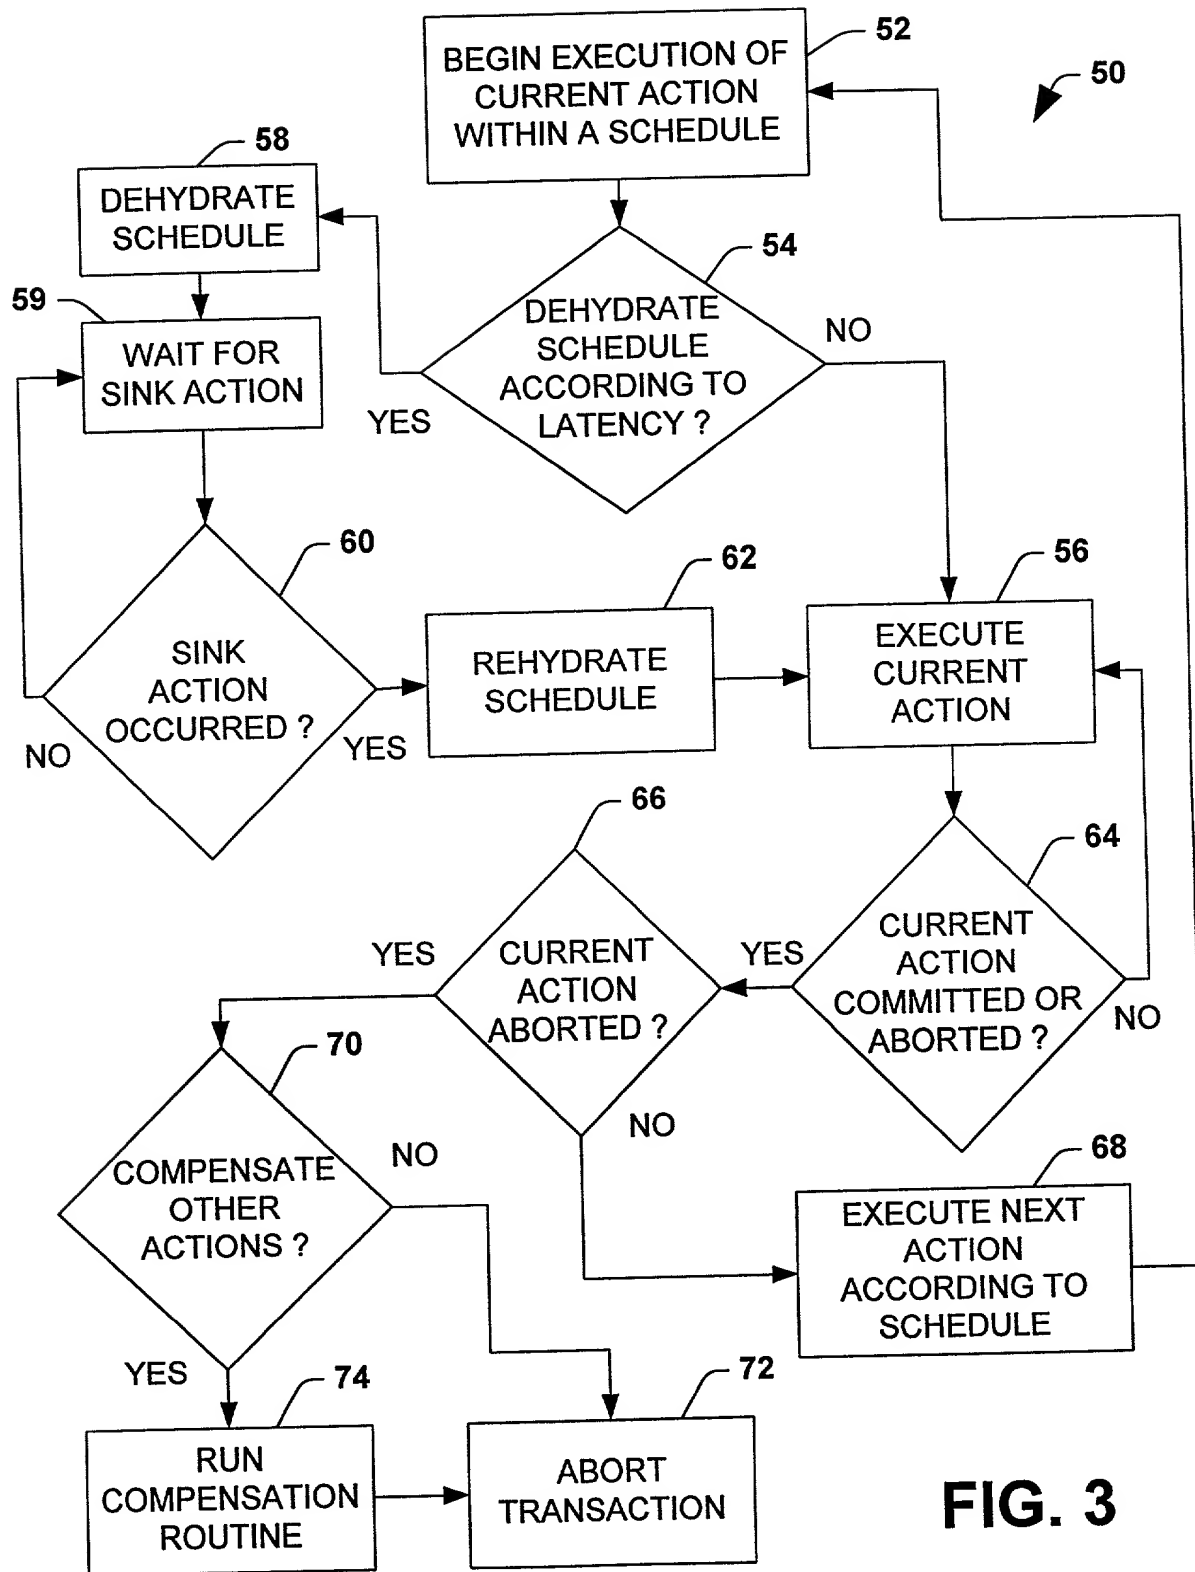 52
BEGIN EXECUTION OF
CURRENT ACTION
WITHIN A SCHEDULE
50
58
DEHYDRATE
SCHEDULE
54
DEHYDRATE
SCHEDULE
ACCORDING TO
LATENCY ?
NO
YES
59
WAIT FOR
SINK ACTION
60
SINK
ACTION
OCCURRED ?
NO
YES
62
REHYDRATE
SCHEDULE
56
EXECUTE
CURRENT
ACTION
64
CURRENT
ACTION
COMMITTED OR
ABORTED ?
YES
NO
66
CURRENT
ACTION
ABORTED ?
YES
NO
68
EXECUTE NEXT
ACTION
ACCORDING TO
SCHEDULE
70
COMPENSATE
OTHER
ACTIONS ?
NO
YES
74
RUN
COMPENSATION
ROUTINE
72
ABORT
TRANSACTION
FIG. 3